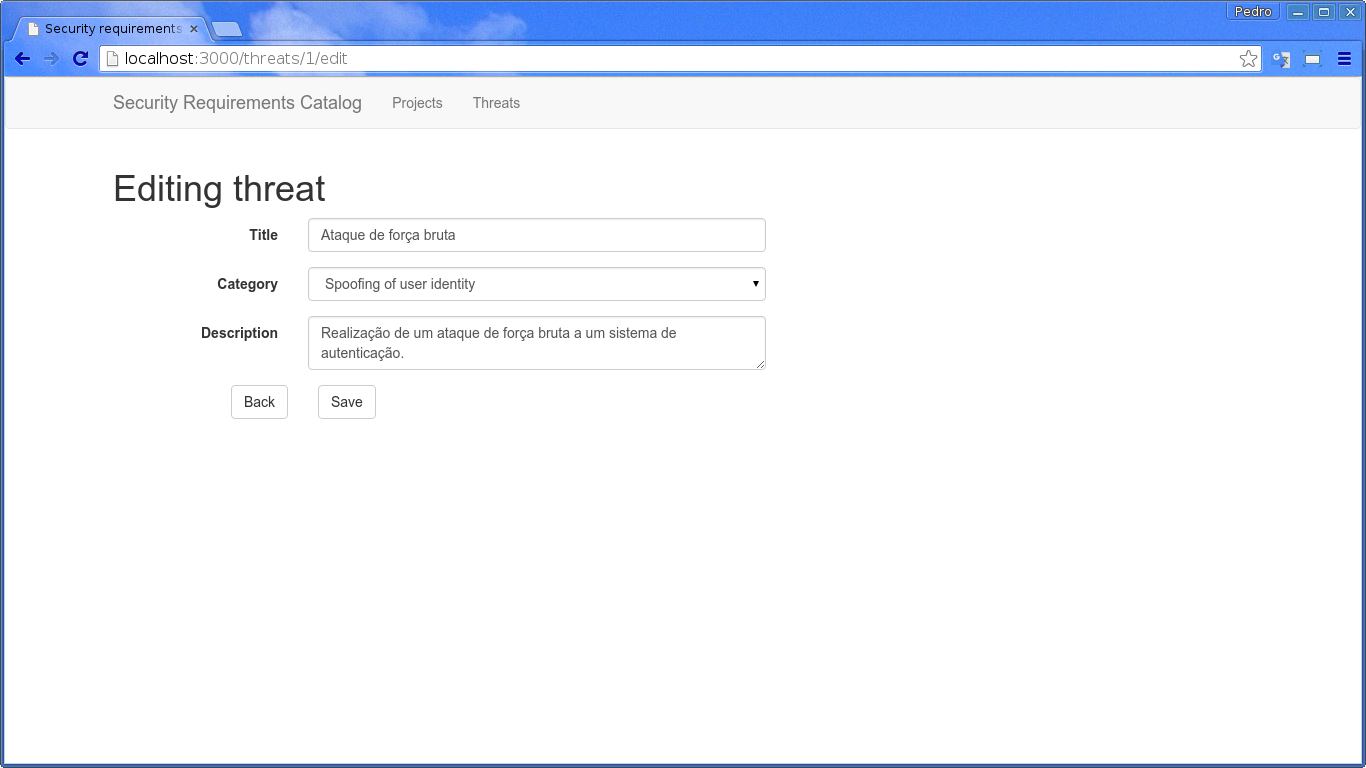 Pedro
Security requirements
localhost:3000/threats/1/edit
Security Requirements Catalog Projects Threats
Editing threat
Title Ataque de força bruta
Category Spoofing of user identity
Description Realização de um ataque de força bruta a um sistema de
autenticação.
Back Save